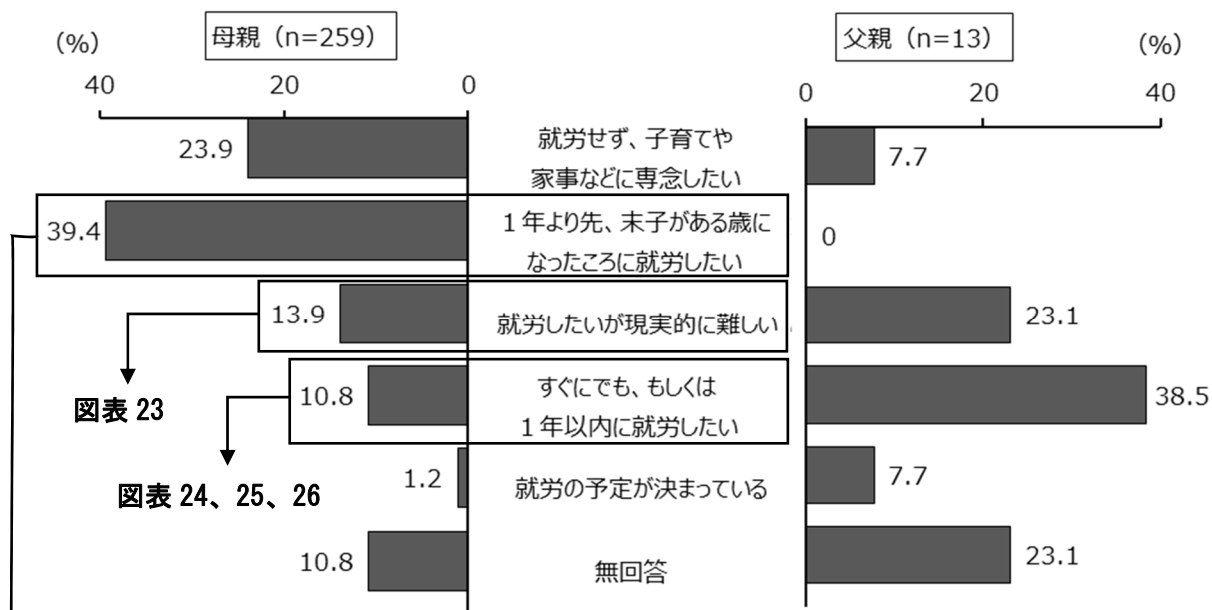 母親（n=259）
父親（n=13）
(%)
(%)
40 20 0
0 20 40
23.9
就労せず、子育てや
家事などに専念したい
7.7
39.4
１年より先、末子がある歳に
なったころに就労したい
0
13.9
就労したいが現実的に難しい
23.1
図表 23
10.8
すぐにでも、もしくは
１年以内に就労したい
38.5
図表 24、25、26
1.2
就労の予定が決まっている
7.7
10.8
無回答
23.1